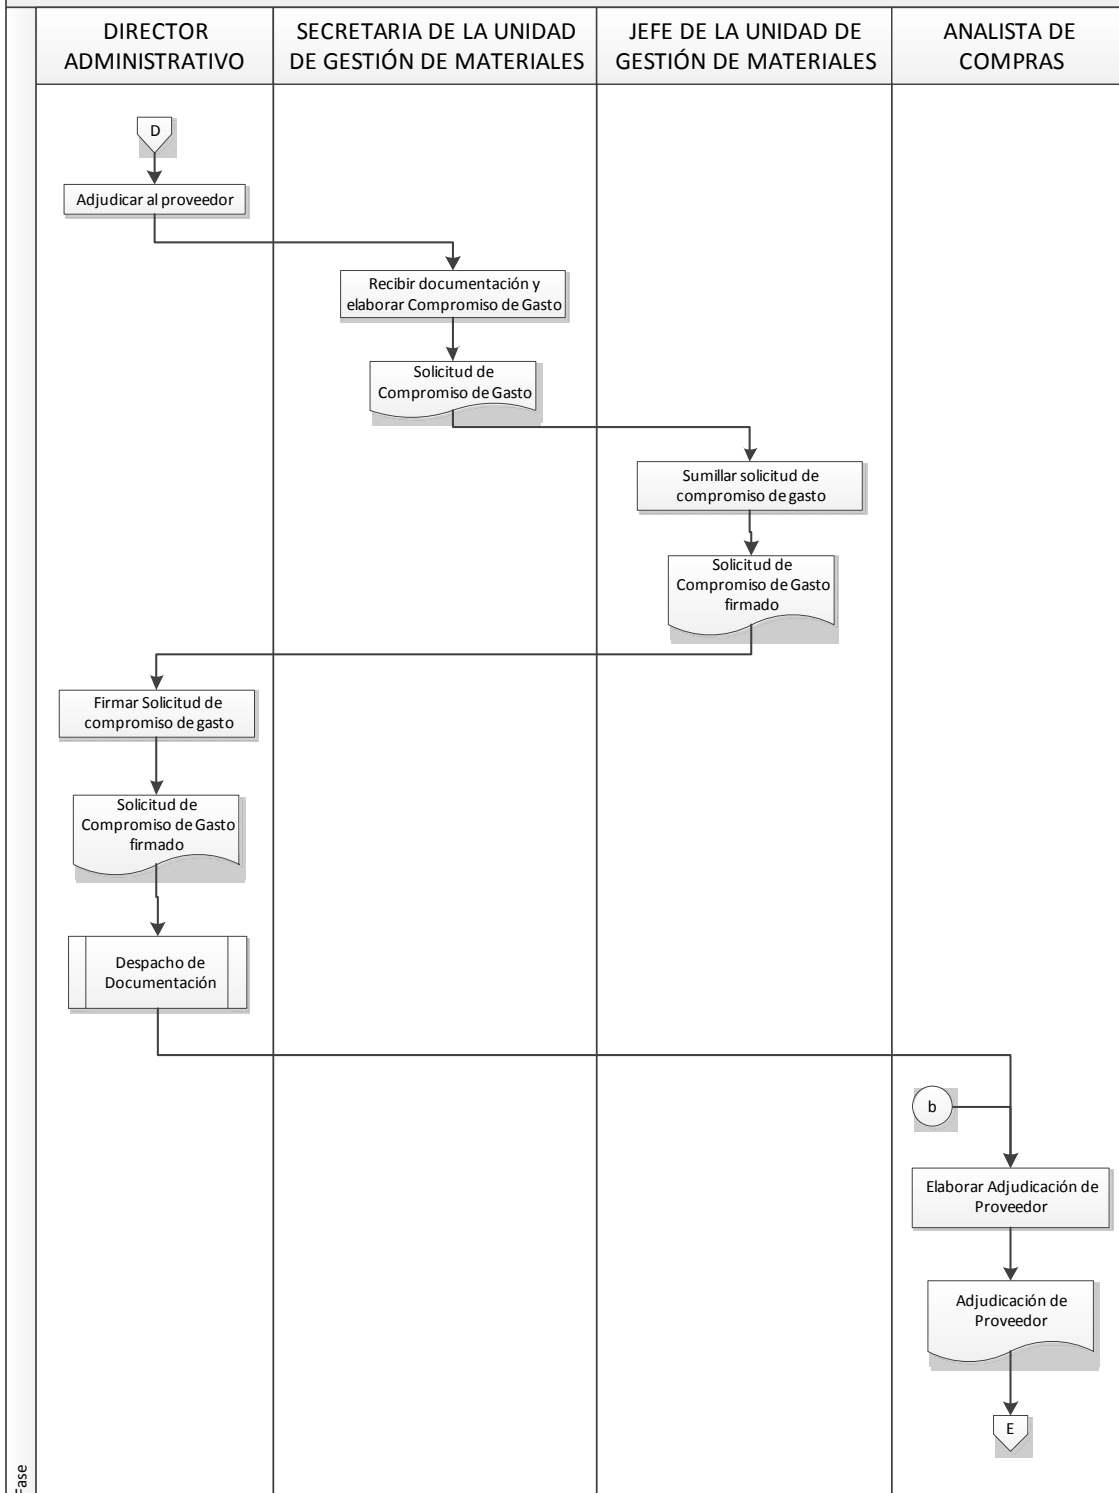 DIRECTOR
ADMINISTRATIVO
SECRETARIA DE LA UNIDAD
DE GESTIÓN DE MATERIALES
JEFE DE LA UNIDAD DE
GESTIÓN DE MATERIALES
ANALISTA DE
COMPRAS
D
Adjudicar al proveedor
Recibir documentación y
elaborar Compromiso de Gasto
Solicitud de
Compromiso de Gasto
Sumillar solicitud de
compromiso de gasto
Solicitud de
Compromiso de Gasto
firmado
Firmar Solicitud de
compromiso de gasto
Solicitud de
Compromiso de Gasto
firmado
Despacho de
Documentación
b
Elaborar Adjudicación de
Proveedor
Adjudicación de
Proveedor
E
Fase